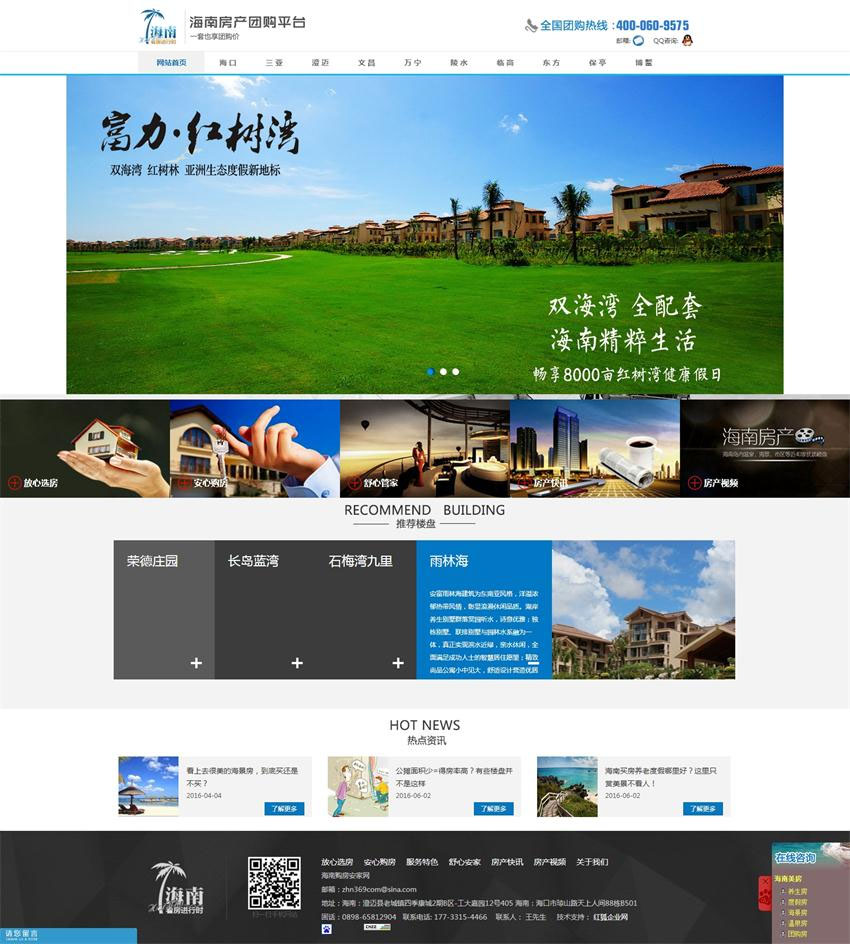 海南
看房进行时
海南房产团购平台
一套也享团购价
全国团购热线：400-060-9575
邮箱: QQ咨询:
网站首页 海口 三亚 澄迈 文昌 万宁 陵水 临高 东方 保亭
富力·红树湾
双海湾 红树林 亚洲生态度假新地标
双海湾 全配套
海南精粹生活
畅享8000亩红树湾健康假日
放心选房 安心购房 舒心管家 房产快讯 房产视频
海南房产
RECOMMEND BUILDING
推荐楼盘
荣德庄园 长岛蓝湾 石梅湾九里 雨林海
安富雨林海建筑为东南亚风格，洋溢浓
郁热带风情，彰显浪漫休闲品质。海岸
养生别墅群落赏园听水，诗意优雅；独
栋别墅、联排别墅与园林水系融为一
体，真正实现滨水近绿，亲水休闲，全
面满足成功人士的智慧居住愿望；精致
尚品公寓小中见大，舒适设计营造优居
HOT NEWS
热点资讯
看上去很美的海景房，到底买还是
不买？
2016-04-04
了解更多
公摊面积少=得房率高？有些楼盘并
不是这样
2016-06-02
了解更多
海南买房养老度假哪里好？这里只
赏美景不看人！
2016-06-02
了解更多
海南
看房进行时
扫一扫手机网站
放心选房 安心购房 服务特色 舒心安家 房产快讯 房产视频 关于我们
海南购房安家网
邮箱：zhn369com@sina.com
地址：海南：澄迈县老城镇四季康城2期B区-工大嘉园12号405 海南：海口市琼山路天上人间88栋B501
固话：0898-65812904 联系电话: 177-3315-4466 联系人： 王先生 技术支持： 红狐企业网
CNZZ
在线咨询
海南美房
养生房
度假房
海景房
温泉房
团购房
请您留言